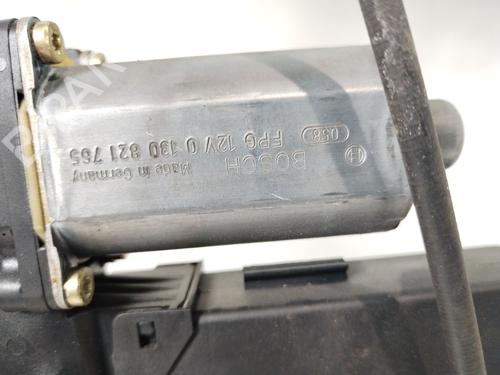 BOSCH 058
FPG 12V 0 130 821 765
Made in Germany